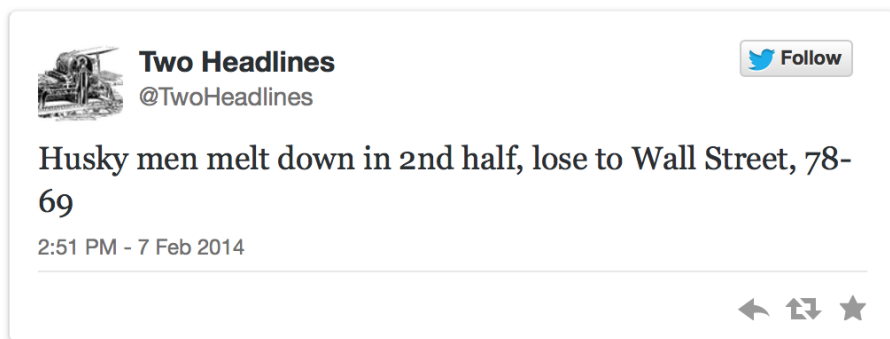 Two Headlines
Follow
@TwoHeadlines
Husky men melt down in 2nd half, lose to Wall Street, 78-
69
2:51 PM - 7 Feb 2014